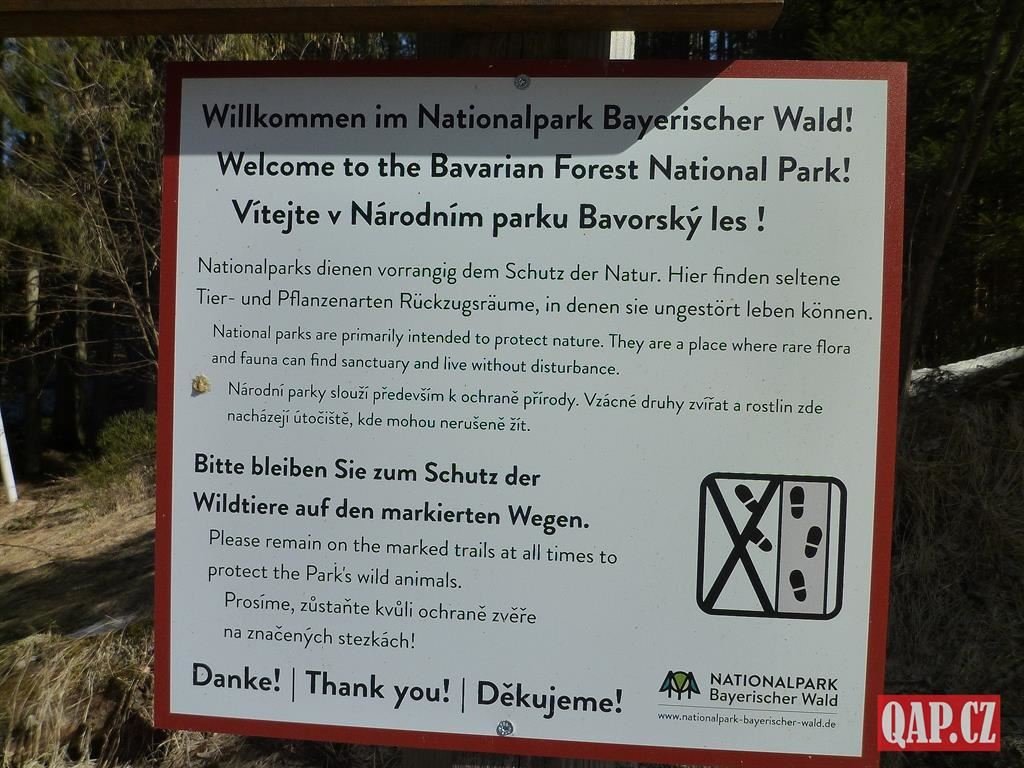 Willkommen im Nationalpark Bayerischer Wald!
Welcome to the Bavarian Forest National Park!
Vítejte v Národním parku Bavorský les !
Nationalparks dienen vorrangig dem Schutz der Natur. Hier finden seltene
Tier- und Pflanzenarten Rückzugsräume, in denen sie ungestört leben können.
National parks are primarily intended to protect nature. They are a place where rare flora
and fauna can find sanctuary and live without disturbance.
Národní parky slouží především k ochraně přírody. Vzácné druhy zvířat a rostlin zde
nacházejí útočiště, kde mohou nerušeně žít.
Bitte bleiben Sie zum Schutz der
Wildtiere auf den markierten Wegen.
Please remain on the marked trails at all times to
protect the Park's wild animals.
Prosíme, zůstaňte kvůli ochraně zvěře
na značených stezkách!
Danke! | Thank you! | Děkujeme!
NATIONALPARK
Bayerischer Wald
www.nationalpark-bayerischer-wald.de
QAP.CZ